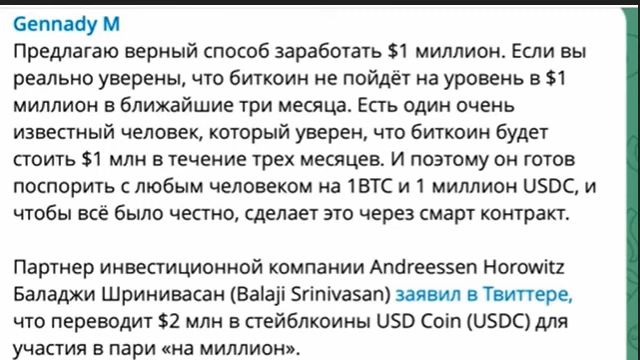 Gennady M
Предлагаю верный способ заработать $1 миллион. Если вы
реально уверены, что биткоин не пойдёт на уровень в $1
миллион в ближайшие три месяца. Есть один очень
известный человек, который уверен, что биткоин будет
стоить $1 млн в течение трех месяцев. И поэтому он готов
поспорить с любым человеком на 1BTC и 1 миллион USDC, и
чтобы всё было честно, сделает это через смарт контракт.
Партнер инвестиционной компании Andreessen Horowitz
Баладжи Шринивасан (Balaji Srinivasan) заявил в Твиттере,
что переводит $2 млн в стейблкоины USD Coin (USDC) для
участия в пари «на миллион».